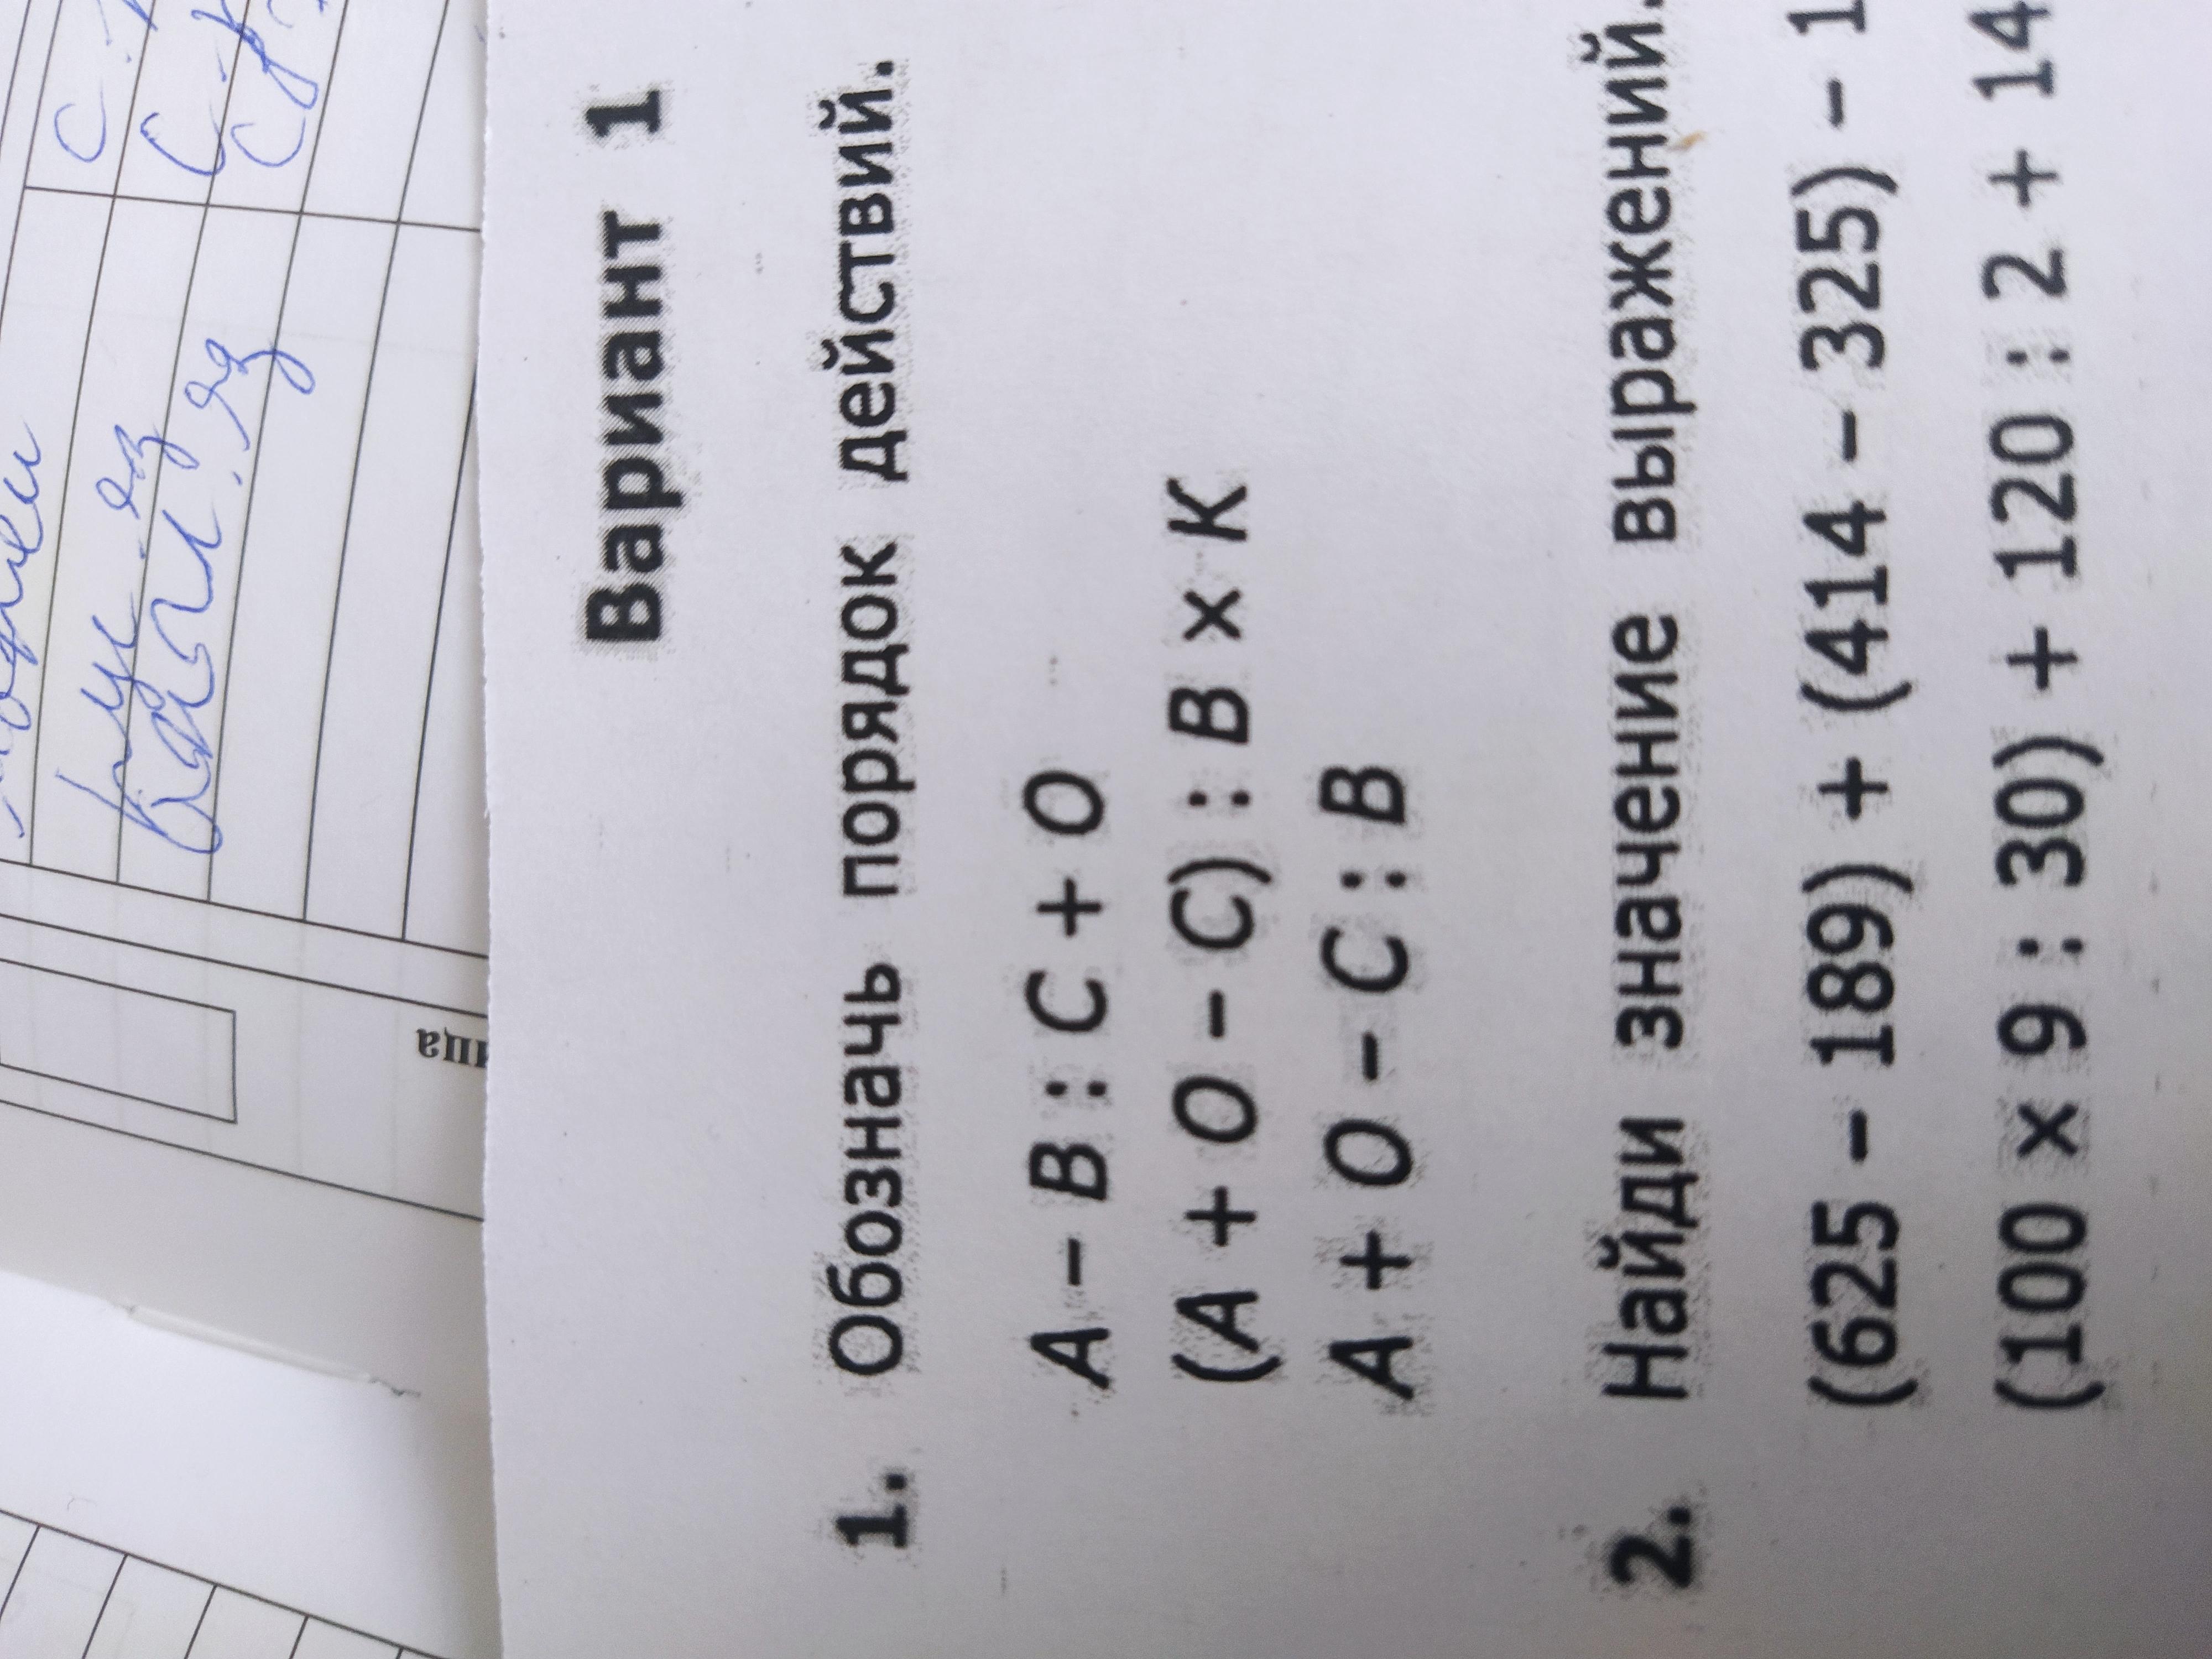 Вариант 1
1. Обозначь порядок действий.
A – B : C + O
(A + O – C) : B × K
A + O – C : B
2. Найди значение выражений.
(625 – 189) + (414 – 325) – 1
(100 × 9 : 30) + 120 : 2 + 14